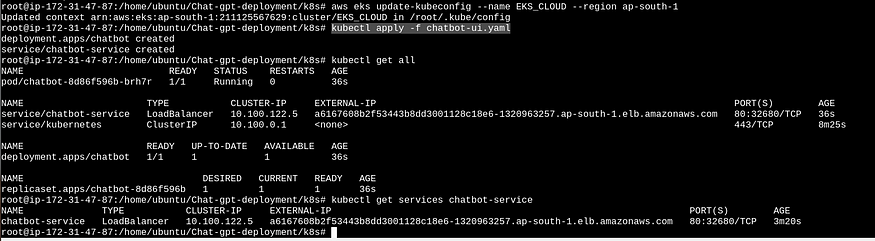 root@ip-172-31-47-87:/home/ubuntu/Chat-gpt-deployment/k8s# aws eks update-kubeconfig --name EKS_CLOUD --region ap-south-1
Updated context arn:aws:eks:ap-south-1:211125567629:cluster/EKS_CLOUD in /root/.kube/config
root@ip-172-31-47-87:/home/ubuntu/Chat-gpt-deployment/k8s# kubectl apply -f chatbot-ui.yaml
deployment.apps/chatbot created
service/chatbot-service created
root@ip-172-31-47-87:/home/ubuntu/Chat-gpt-deployment/k8s# kubectl get all
NAME READY STATUS RESTARTS AGE
pod/chatbot-8d86f596b-brh7r 1/1 Running 0 36s
NAME TYPE CLUSTER-IP EXTERNAL-IP PORT(S) AGE
service/chatbot-service LoadBalancer 10.100.122.5 a6167608b2f53443b8dd3001128c18e6-1320963257.ap-south-1.elb.amazonaws.com 80:32680/TCP 36s
service/kubernetes ClusterIP 10.100.0.1 <none> 443/TCP 8m25s
NAME READY UP-TO-DATE AVAILABLE AGE
deployment.apps/chatbot 1/1 1 1 36s
NAME DESIRED CURRENT READY AGE
replicaset.apps/chatbot-8d86f596b 1 1 1 36s
root@ip-172-31-47-87:/home/ubuntu/Chat-gpt-deployment/k8s# kubectl get services chatbot-service
NAME TYPE CLUSTER-IP EXTERNAL-IP PORT(S) AGE
chatbot-service LoadBalancer 10.100.122.5 a6167608b2f53443b8dd3001128c18e6-1320963257.ap-south-1.elb.amazonaws.com 80:32680/TCP 3m20s
root@ip-172-31-47-87:/home/ubuntu/Chat-gpt-deployment/k8s#